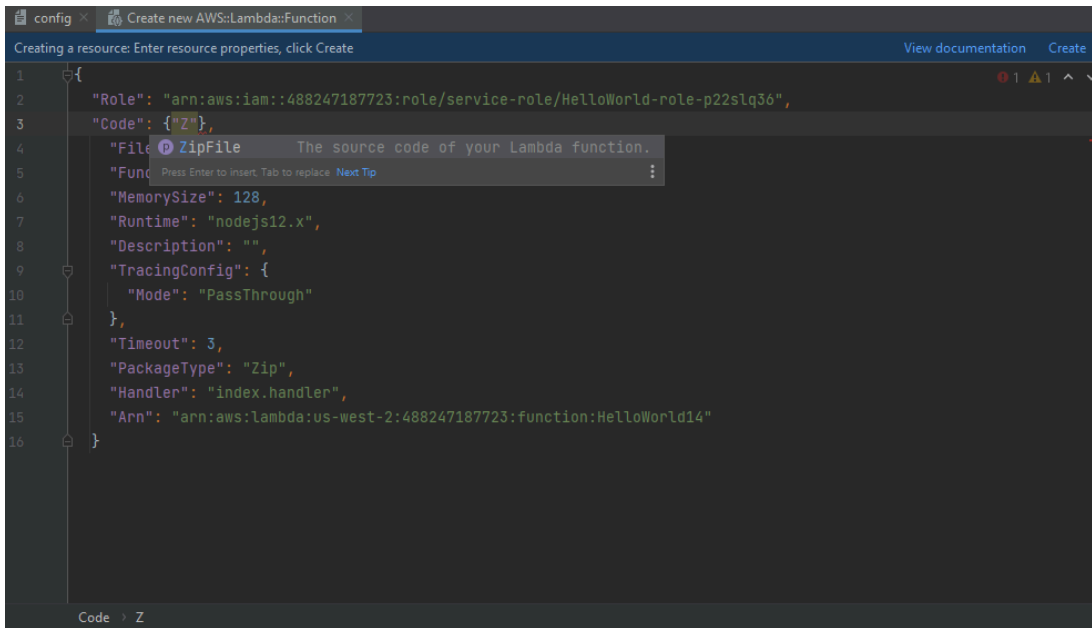 config × Create new AWS::Lambda::Function ×
Creating a resource: Enter resource properties, click Create View documentation Create
1 {
1 1
2 "Role": "arn:aws:iam::488247187723:role/service-role/HelloWorld-role-p22slq36",
3 "Code": {"Z"},
4 "File
ZipFile The source code of your Lambda function.
5 "Func
Press Enter to insert, Tab to replace Next Tip
6 "MemorySize": 128,
7 "Runtime": "nodejs12.x",
8 "Description": "",
9 "TracingConfig": {
10 "Mode": "PassThrough"
11 },
12 "Timeout": 3,
13 "PackageType": "Zip",
14 "Handler": "index.handler",
15 "Arn": "arn:aws:lambda:us-west-2:488247187723:function:HelloWorld14"
16 }
Code › Z